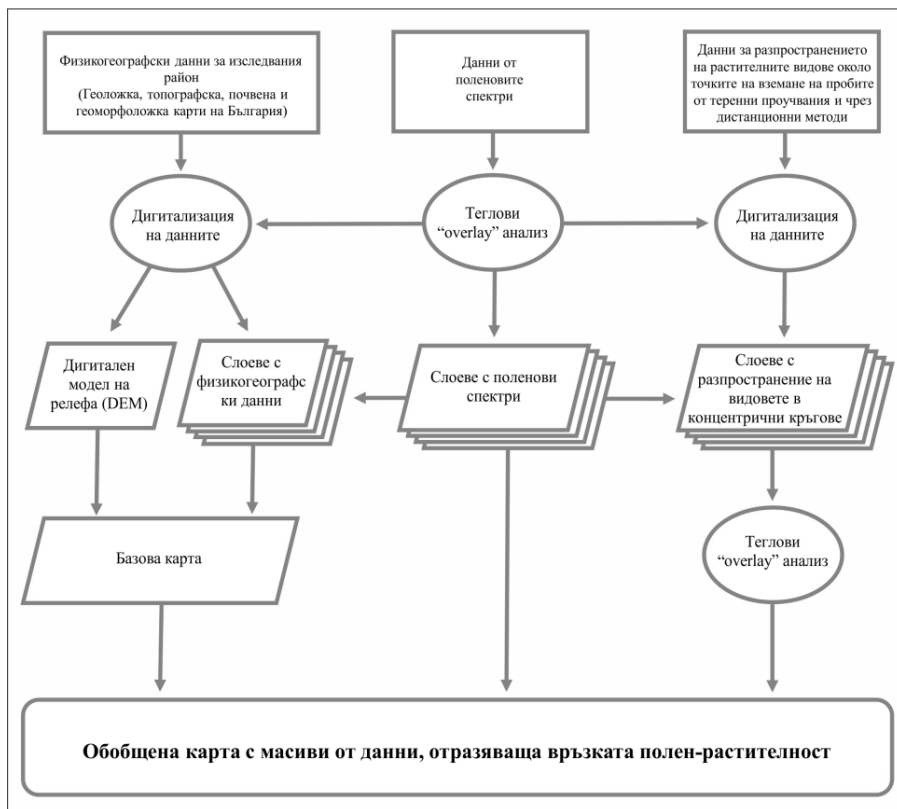 Физикогеографски данни за изследвания
район
(Геоложка, топографска, почвена и
геоморфоложка карти на България)
Данни от
поленовите
спектри
Данни за разпространението
на растителните видове около
точките на вземане на пробите
от теренни проучвания и чрез
дистанционни методи
Дигитализация
на данните
Теглови
“overlay” анализ
Дигитализация
на данните
Дигитален
модел на
релефа (DEM)
Слоеве с
физикогеографс
ки данни
Слоеве с поленови
спектри
Слоеве с
разпространение на
видовете в
концентрични кръгове
Базова карта
Теглови
“overlay” анализ
Обобщена карта с масиви от данни, отразяваща връзката полен-растителност